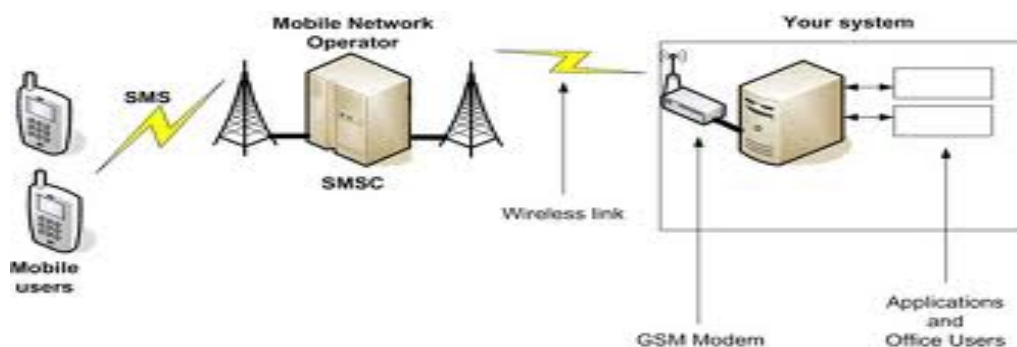 Mobile Network
Operator
Your system
SMS
SMSC
Wireless link
Mobile
users
GSM Modem
Applications
and
Office Users